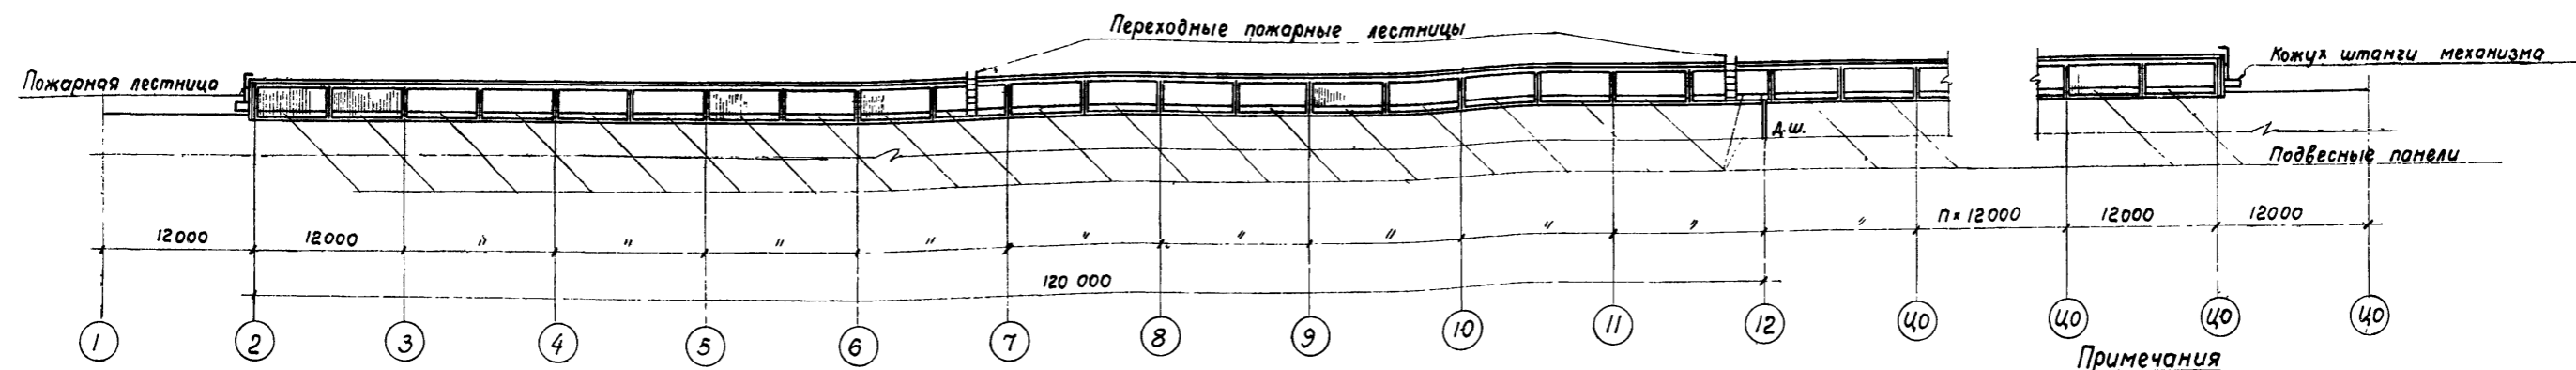 Переходные пожарные лестницы
Пожарная лестница
Кожух штанги механизма
Д.ш.
Подвесные панели
12000 12000 " " " " " " " " " " п×12000 12000 12000
120 000
1 2 3 4 5 6 7 8 9 10 11 12 ЦО ЦО ЦО ЦО
Примечания